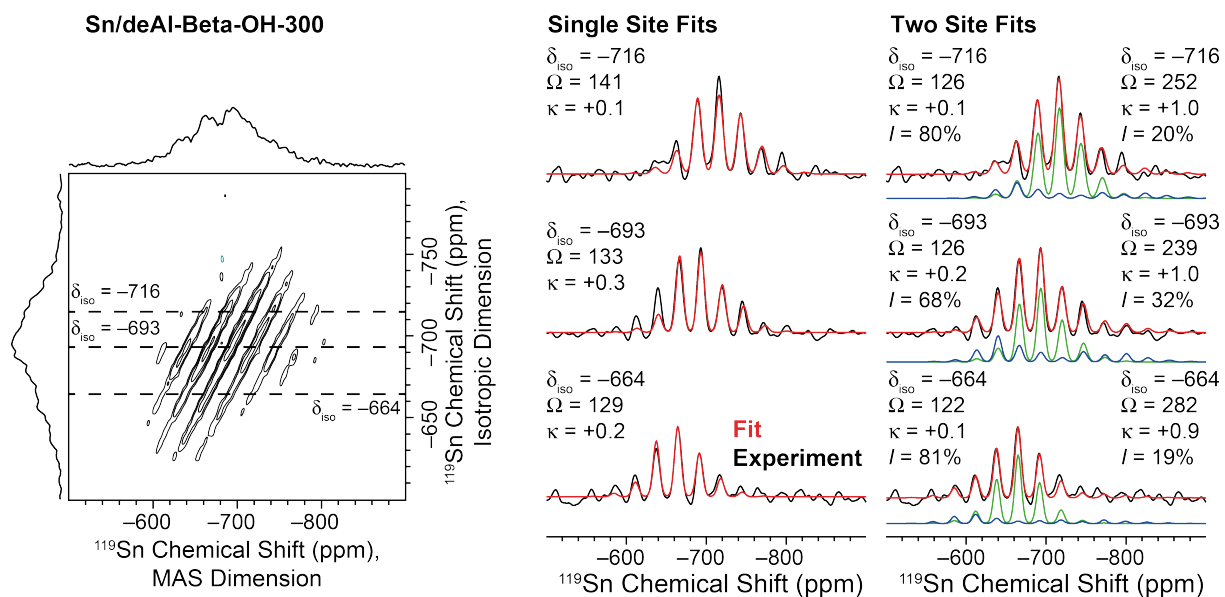 Sn/deAl-Beta-OH-300
δiso = –716
δiso = –693
δiso = –664
–750
–700
–650
119Sn Chemical Shift (ppm),
Isotropic Dimension
–600 –700 –800
119Sn Chemical Shift (ppm),
MAS Dimension
Single Site Fits
δiso = –716
Ω = 141
κ = +0.1
δiso = –693
Ω = 133
κ = +0.3
δiso = –664
Ω = 129
κ = +0.2
Fit
Experiment
–600 –700 –800
119Sn Chemical Shift (ppm)
Two Site Fits
δiso = –716 δiso = –716
Ω = 126 Ω = 252
κ = +0.1 κ = +1.0
I = 80% I = 20%
δiso = –693 δiso = –693
Ω = 126 Ω = 239
κ = +0.2 κ = +1.0
I = 68% I = 32%
δiso = –664 δiso = –664
Ω = 122 Ω = 282
κ = +0.1 κ = +0.9
I = 81% I = 19%
–600 –700 –800
119Sn Chemical Shift (ppm)